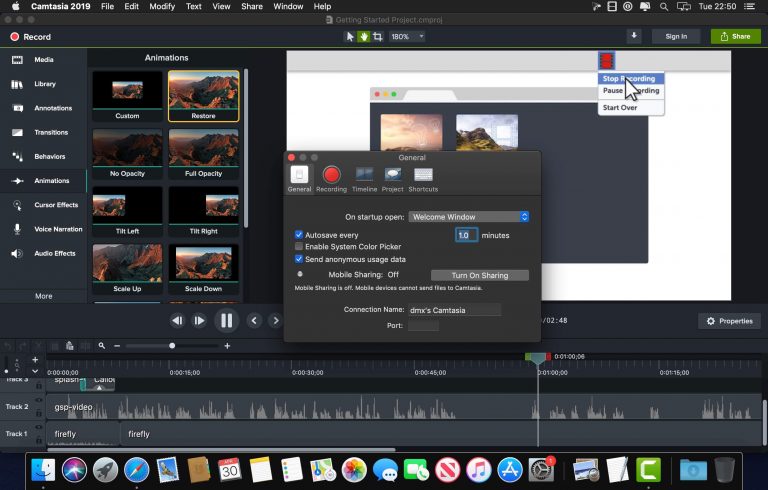 Camtasia 2019 File Edit Modify Text View Share Window Help Tue 22:50
Getting Started Project.cmproj
Record 180% Sign In Share
Media Animations
Library
Annotations
Transitions
Behaviors
Animations
Cursor Effects
Voice Narration
Audio Effects
More
Custom Restore
No Opacity Full Opacity
Tilt Left Tilt Right
Scale Up Scale Down
Stop Recording
Pause Recording
Start Over
General
General Recording Timeline Project Shortcuts
On startup open: Welcome Window
Autosave every 1.0 minutes
Enable System Color Picker
Send anonymous usage data
Mobile Sharing: Off Turn On Sharing
Mobile Sharing is off. Mobile devices cannot send files to Camtasia.
Connection Name: dmx's Camtasia
Port:
/02:48 Properties
0:01:00;06
0:00:00;00 0:00:15;00 0:00:30;00 0:00:45;00 0:01:00;00 0:01:15;00
Track 3 splash-
Track 2 gsp-video
Track 1 firefly firefly
30